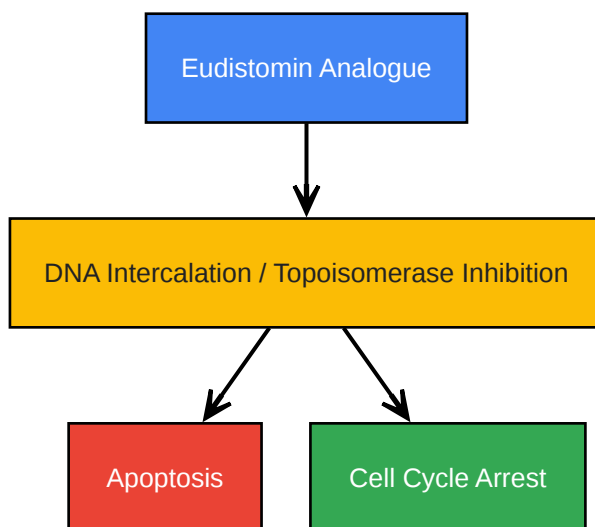 Eudistomin Analogue
DNA Intercalation / Topoisomerase Inhibition
Apoptosis
Cell Cycle Arrest